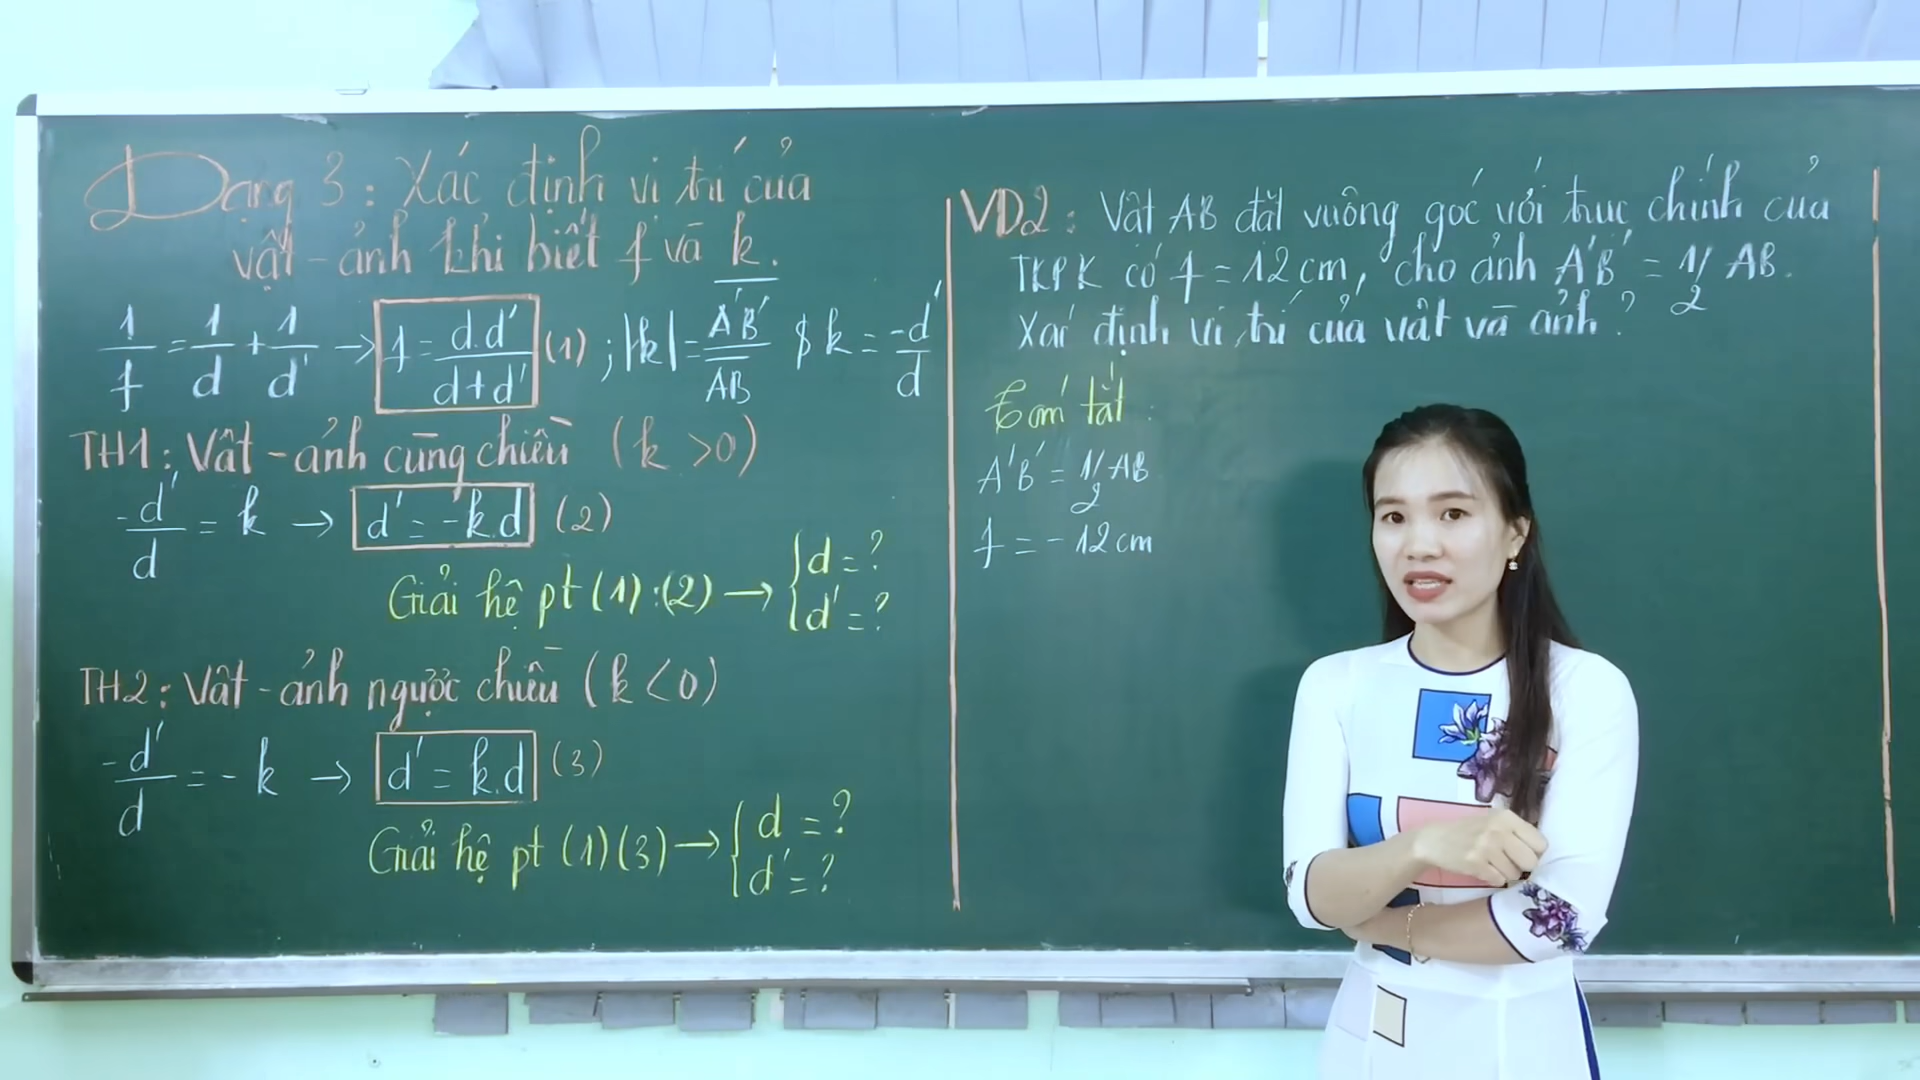 Dạng 3: Xác định vi trí của
vật - ảnh khi biết f và k.
1/f = 1/d + 1/d' → f = d.d'/d+d' (1) ; |k| = A'B'/AB $ k = -d'/d
TH1: Vật - ảnh cùng chiều (k > 0)
-d'/d = k → d' = -k.d (2)
Giải hệ pt (1):(2) → { d = ?
d' = ?
TH2: Vật - ảnh ngược chiều (k < 0)
-d'/d = - k → d' = k.d (3)
Giải hệ pt (1)(3) → { d = ?
d' = ?
VD2: Vật AB đặt vuông góc với trục chính của
TKPK có f = 12 cm, cho ảnh A'B' = 1/2 AB.
Xác định vi trí của vật và ảnh?
Tóm tắt:
A'B' = 1/2 AB
f = - 12 cm